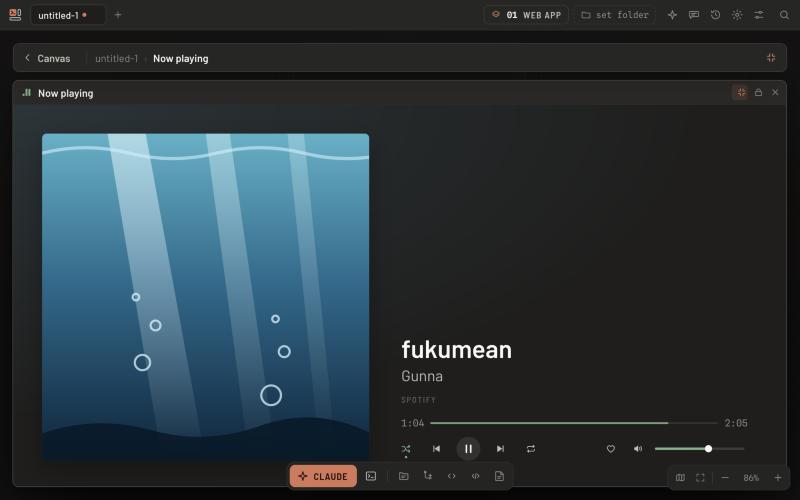 untitled-1
01 WEB APP
set folder
Canvas
untitled-1 › Now playing
Now playing
fukumean
Gunna
SPOTIFY
1:04
2:05
CLAUDE
86%